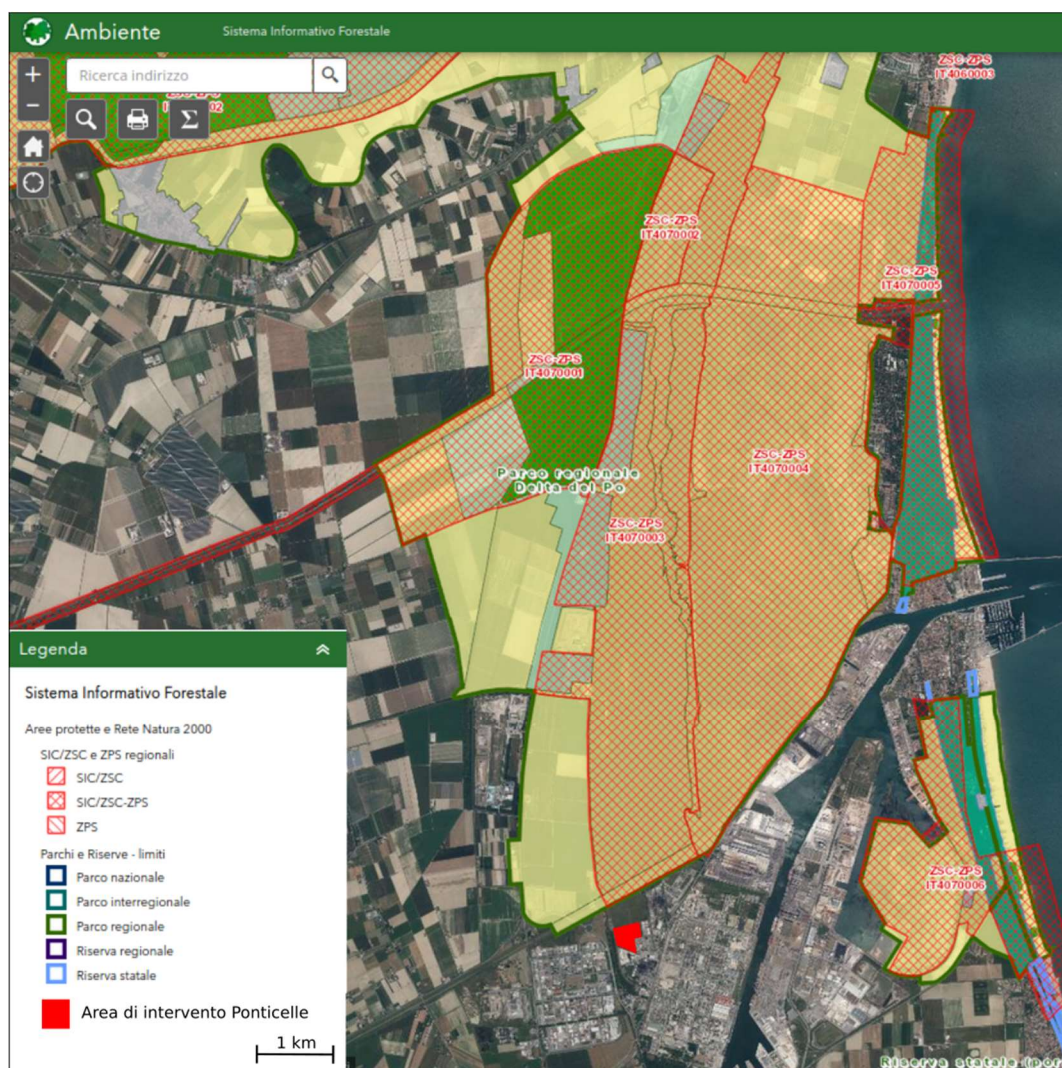 Ambiente
Sistema Informativo Forestale
+
Ricerca indirizzo
−
Σ
ZSC-ZPS
IT4060003
ZSC-ZPS
IT4070002
ZSC-ZPS
IT4070005
ZSC-ZPS
IT4070001
ZSC-ZPS
IT4070004
Parco regionale
Delta del Po
ZSC-ZPS
IT4070003
ZSC-ZPS
IT4070006
Legenda
Sistema Informativo Forestale
Aree protette e Rete Natura 2000
SIC/ZSC e ZPS regionali
SIC/ZSC
SIC/ZSC-ZPS
ZPS
Parchi e Riserve - limiti
Parco nazionale
Parco interregionale
Parco regionale
Riserva regionale
Riserva statale
Area di intervento Ponticelle
1 km
Riserva statale (por